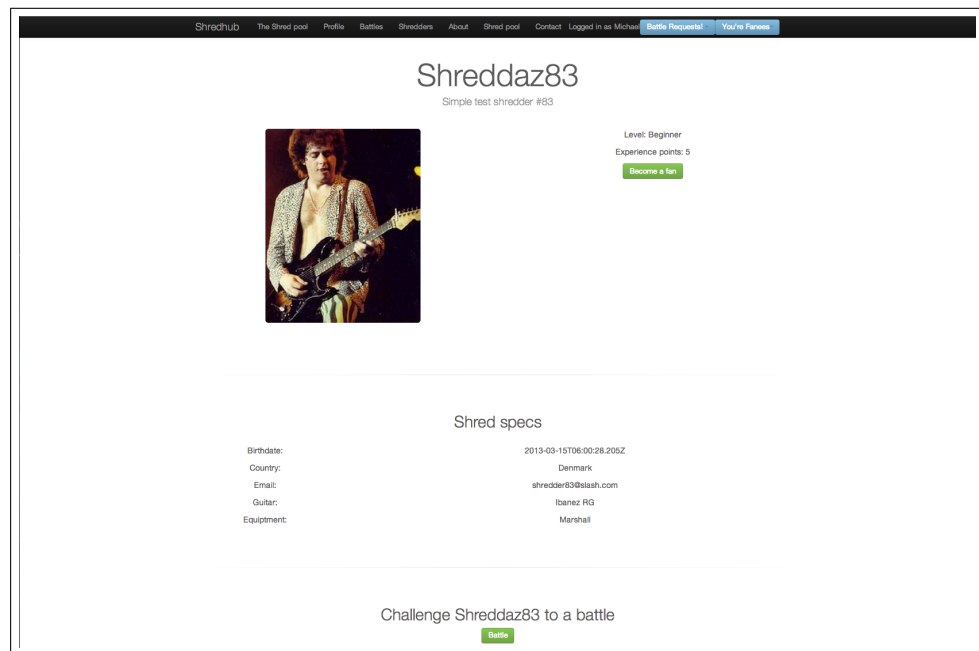 Shredhub The Shred pool Profile Battles Shredders About Shred pool Contact Logged in as Michael Battle Requests! You're Fanees
Shreddaz83
Simple test shredder #83
Level: Beginner
Experience points: 5
Become a fan
Shred specs
Birthdate: 2013-03-15T06:00:28.205Z
Country: Denmark
Email: shredder83@slash.com
Guitar: Ibanez RG
Equiptment: Marshall
Challenge Shreddaz83 to a battle
Battle